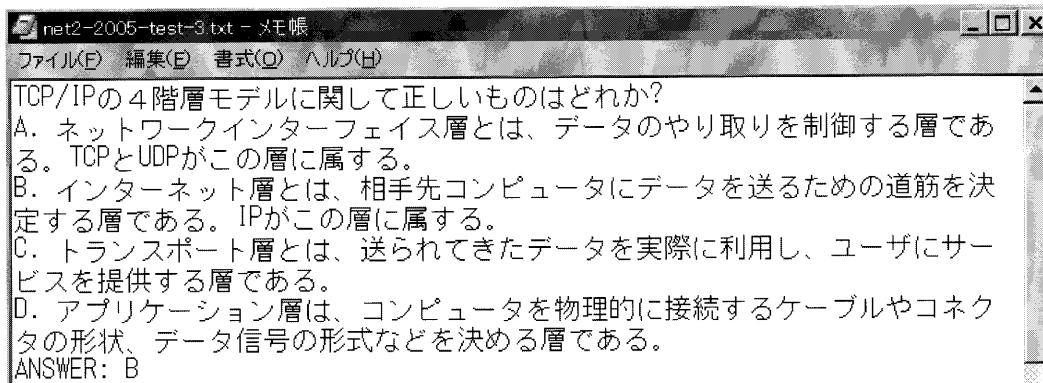 net2-2005-test-3.txt - メモ帳
ファイル(F) 編集(E) 書式(O) ヘルプ(H)
TCP/IPの４階層モデルに関して正しいものはどれか?
A. ネットワークインターフェイス層とは、データのやり取りを制御する層であ
る。TCPとUDPがこの層に属する。
B. インターネット層とは、相手先コンピュータにデータを送るための道筋を決
定する層である。IPがこの層に属する。
C. トランスポート層とは、送られてきたデータを実際に利用し、ユーザにサー
ビスを提供する層である。
D. アプリケーション層は、コンピュータを物理的に接続するケーブルやコネク
タの形状、データ信号の形式などを決める層である。
ANSWER: B